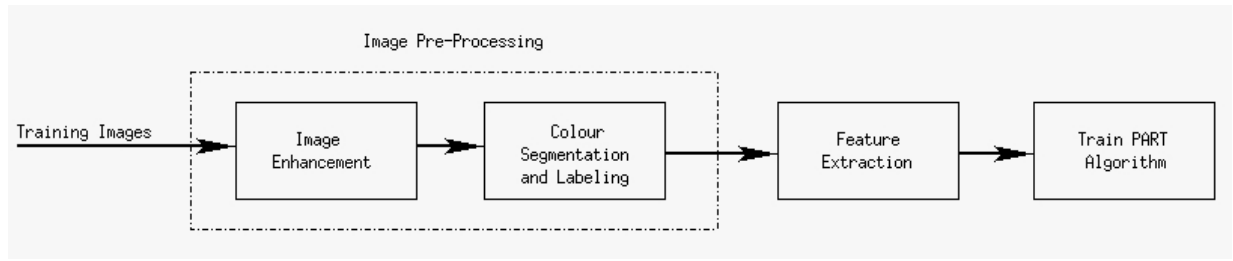 Image Pre-Processing
Training Images
Image
Enhancement
Colour
Segmentation
and Labeling
Feature
Extraction
Train PART
Algorithm